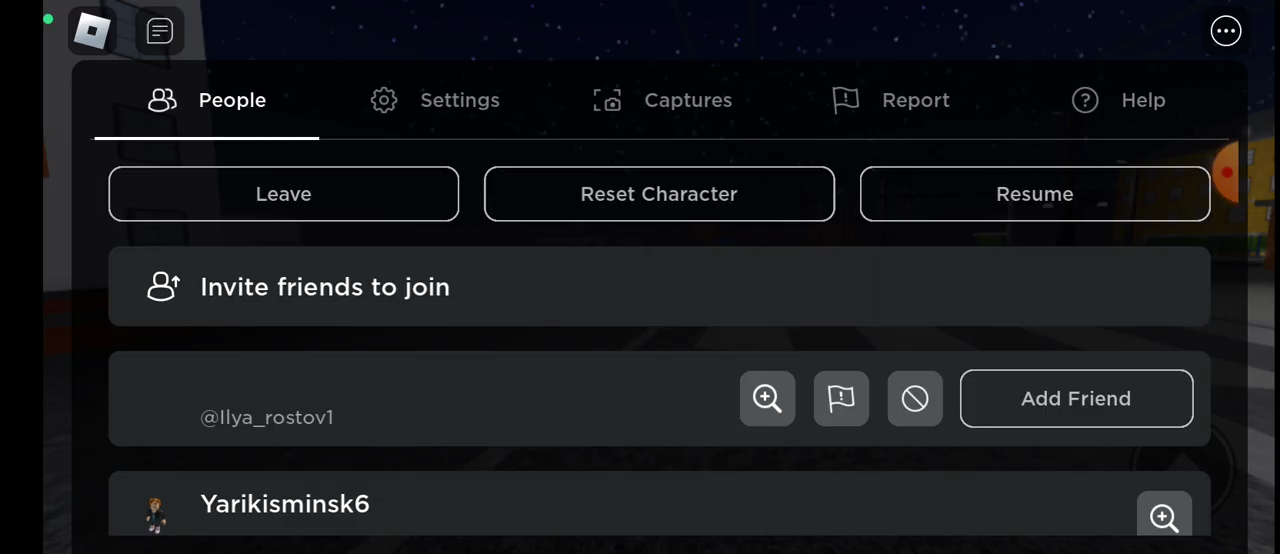 People
Settings
Captures
Report
Help
Leave
Reset Character
Resume
Invite friends to join
@Ilya_rostov1
Add Friend
Yarikisminsk6